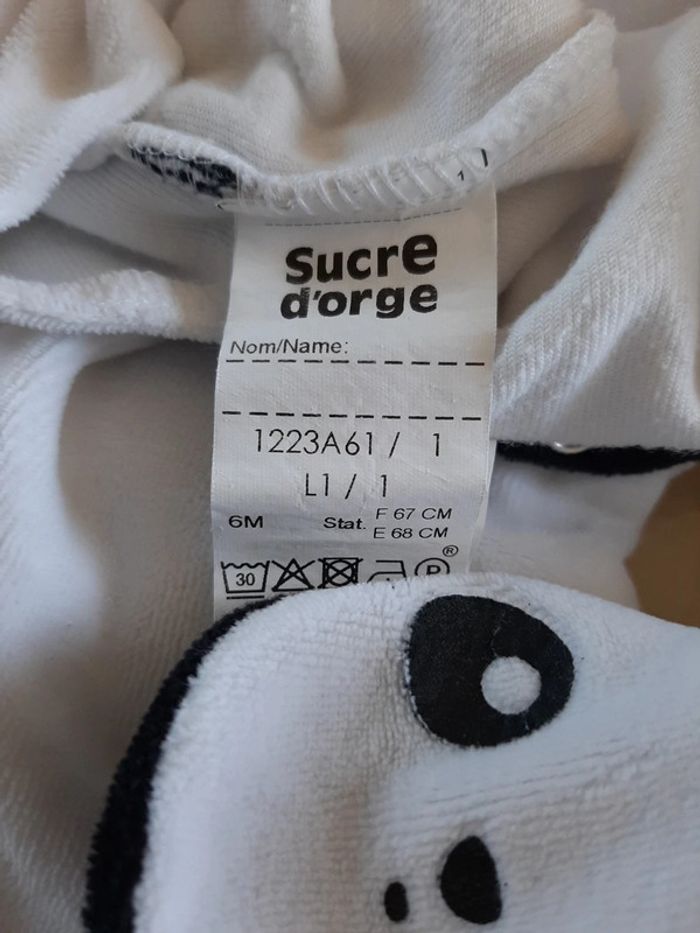 Sucre
d'orge
Nom/Name:
1223A61 / 1
L1 / 1
6M Stat. F 67 CM
E 68 CM
®
30 P